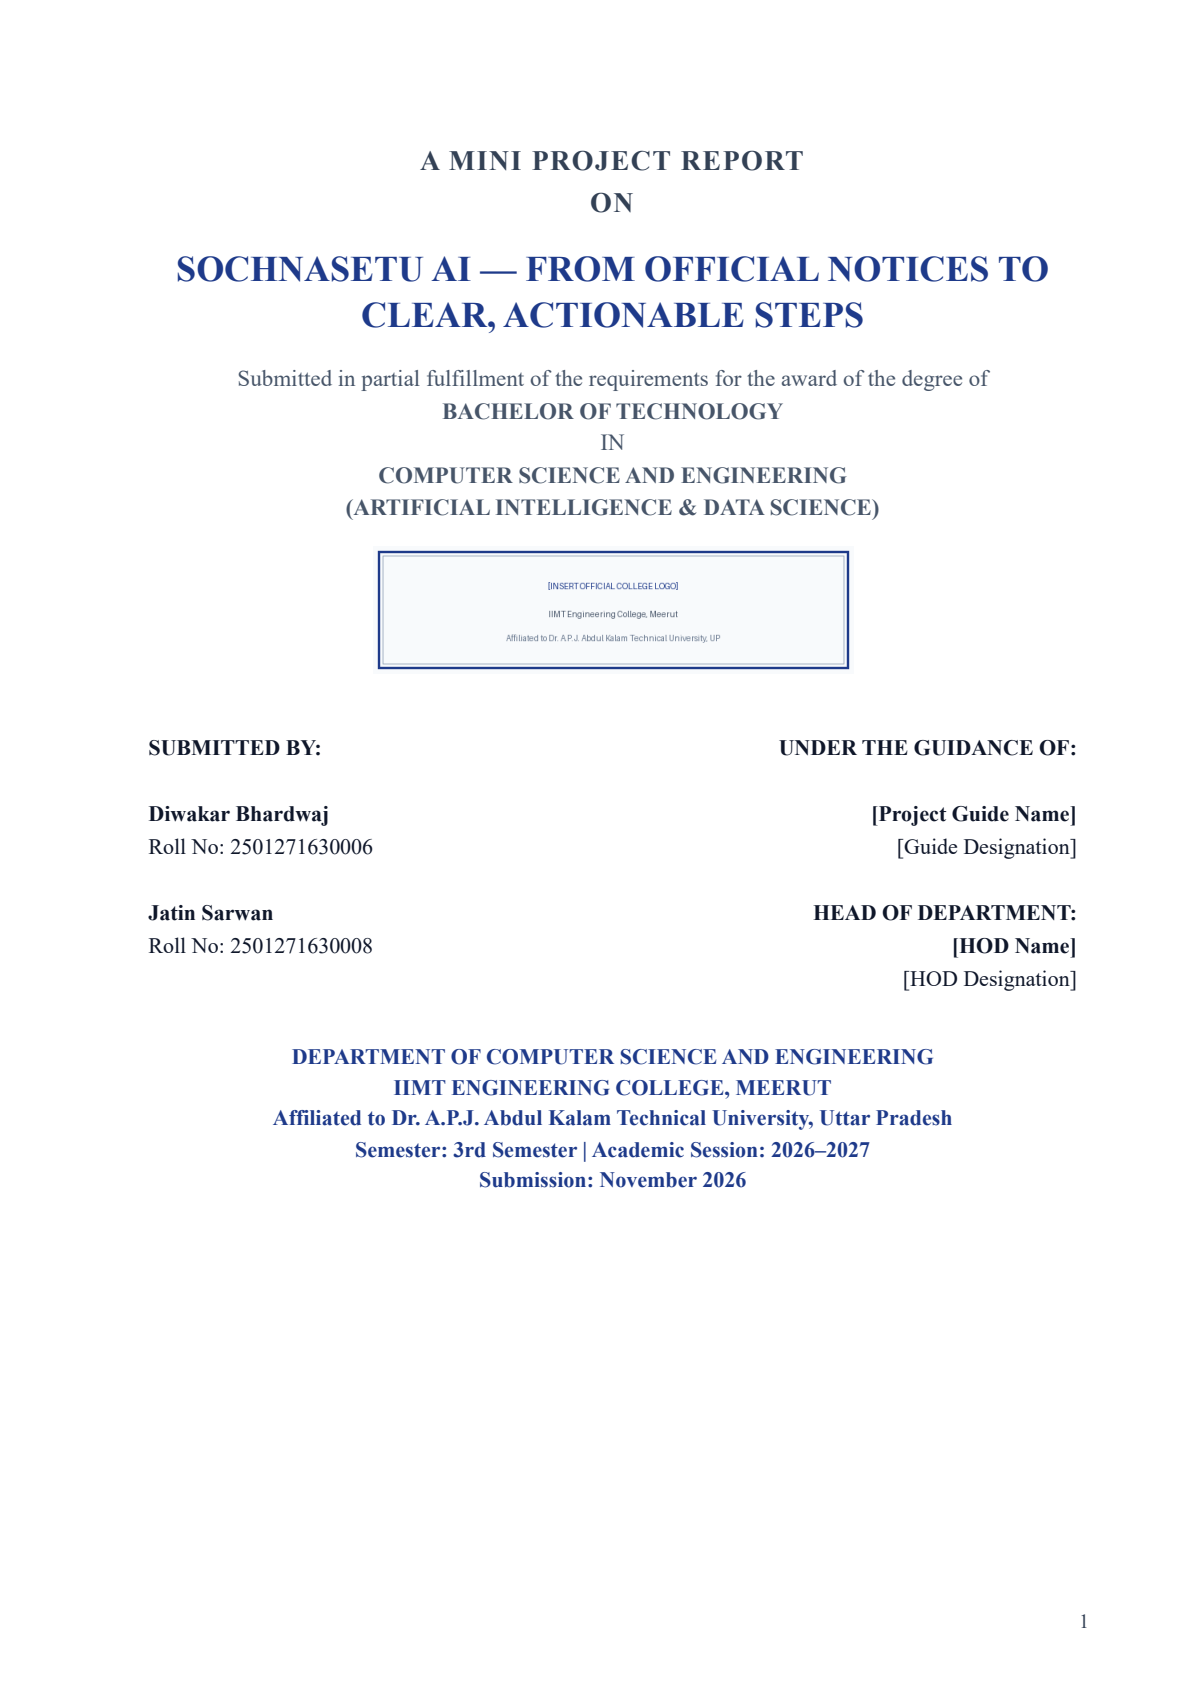 A MINI PROJECT REPORT
ON
SOCHNASETU AI — FROM OFFICIAL NOTICES TO
CLEAR, ACTIONABLE STEPS
Submitted in partial fulfillment of the requirements for the award of the degree of
BACHELOR OF TECHNOLOGY
IN
COMPUTER SCIENCE AND ENGINEERING
(ARTIFICIAL INTELLIGENCE & DATA SCIENCE)
[INSERT OFFICIAL COLLEGE LOGO]
IIMT Engineering College, Meerut
Affiliated to Dr. A.P.J. Abdul Kalam Technical University, UP
SUBMITTED BY:
Diwakar Bhardwaj
Roll No: 2501271630006
Jatin Sarwan
Roll No: 2501271630008
UNDER THE GUIDANCE OF:
[Project Guide Name]
[Guide Designation]
HEAD OF DEPARTMENT:
[HOD Name]
[HOD Designation]
DEPARTMENT OF COMPUTER SCIENCE AND ENGINEERING
IIMT ENGINEERING COLLEGE, MEERUT
Affiliated to Dr. A.P.J. Abdul Kalam Technical University, Uttar Pradesh
Semester: 3rd Semester | Academic Session: 2026–2027
Submission: November 2026
1